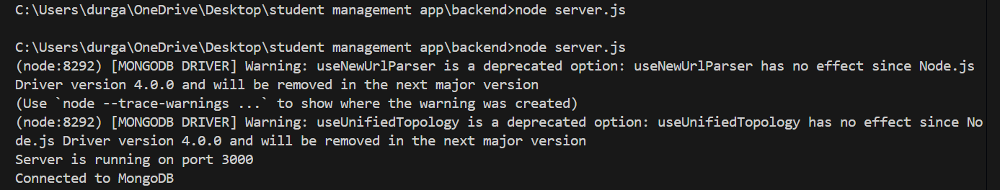 C:\Users\durga\OneDrive\Desktop\student management app\backend>node server.js
C:\Users\durga\OneDrive\Desktop\student management app\backend>node server.js
(node:8292) [MONGODB DRIVER] Warning: useNewUrlParser is a deprecated option: useNewUrlParser has no effect since Node.js
Driver version 4.0.0 and will be removed in the next major version
(Use `node --trace-warnings ...` to show where the warning was created)
(node:8292) [MONGODB DRIVER] Warning: useUnifiedTopology is a deprecated option: useUnifiedTopology has no effect since No
de.js Driver version 4.0.0 and will be removed in the next major version
Server is running on port 3000
Connected to MongoDB